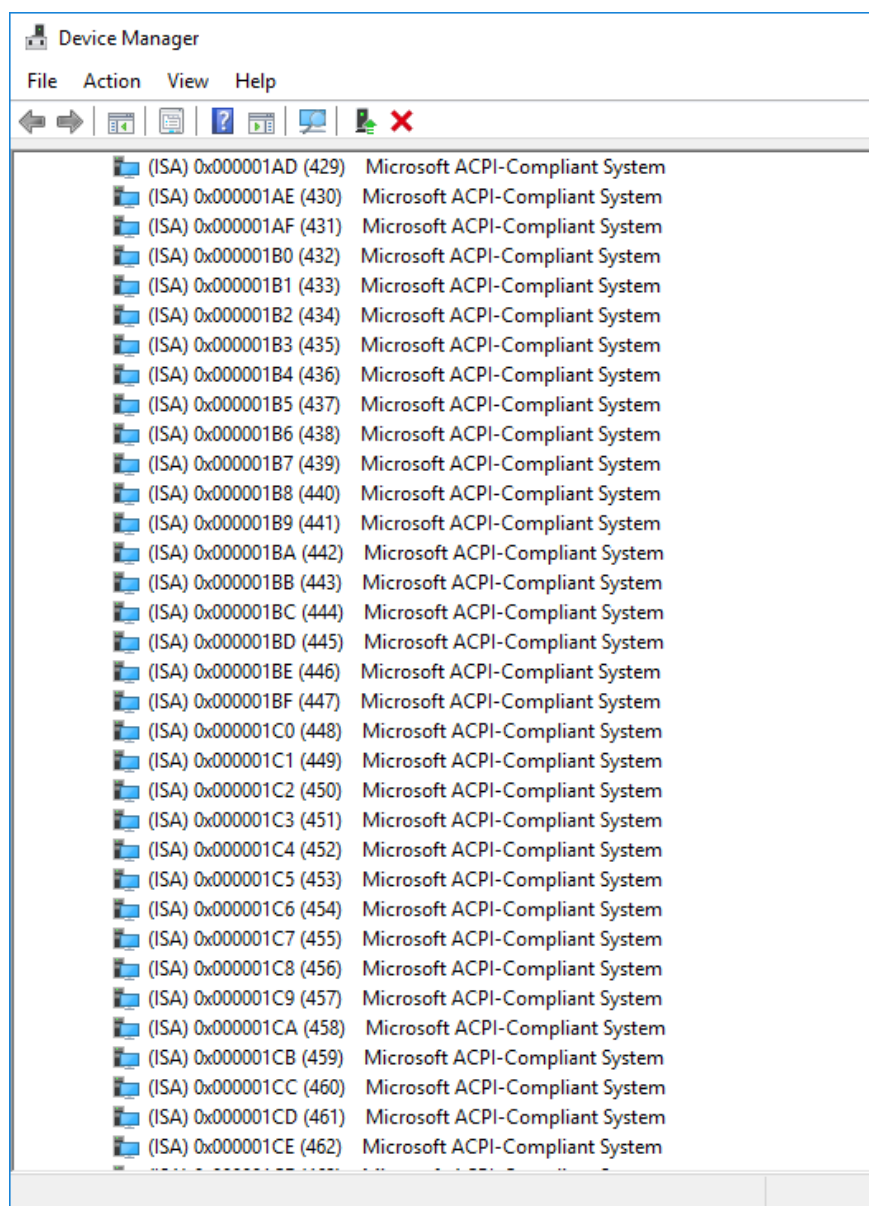 Device Manager
File Action View Help
(ISA) 0x000001AD (429) Microsoft ACPI-Compliant System
(ISA) 0x000001AE (430) Microsoft ACPI-Compliant System
(ISA) 0x000001AF (431) Microsoft ACPI-Compliant System
(ISA) 0x000001B0 (432) Microsoft ACPI-Compliant System
(ISA) 0x000001B1 (433) Microsoft ACPI-Compliant System
(ISA) 0x000001B2 (434) Microsoft ACPI-Compliant System
(ISA) 0x000001B3 (435) Microsoft ACPI-Compliant System
(ISA) 0x000001B4 (436) Microsoft ACPI-Compliant System
(ISA) 0x000001B5 (437) Microsoft ACPI-Compliant System
(ISA) 0x000001B6 (438) Microsoft ACPI-Compliant System
(ISA) 0x000001B7 (439) Microsoft ACPI-Compliant System
(ISA) 0x000001B8 (440) Microsoft ACPI-Compliant System
(ISA) 0x000001B9 (441) Microsoft ACPI-Compliant System
(ISA) 0x000001BA (442) Microsoft ACPI-Compliant System
(ISA) 0x000001BB (443) Microsoft ACPI-Compliant System
(ISA) 0x000001BC (444) Microsoft ACPI-Compliant System
(ISA) 0x000001BD (445) Microsoft ACPI-Compliant System
(ISA) 0x000001BE (446) Microsoft ACPI-Compliant System
(ISA) 0x000001BF (447) Microsoft ACPI-Compliant System
(ISA) 0x000001C0 (448) Microsoft ACPI-Compliant System
(ISA) 0x000001C1 (449) Microsoft ACPI-Compliant System
(ISA) 0x000001C2 (450) Microsoft ACPI-Compliant System
(ISA) 0x000001C3 (451) Microsoft ACPI-Compliant System
(ISA) 0x000001C4 (452) Microsoft ACPI-Compliant System
(ISA) 0x000001C5 (453) Microsoft ACPI-Compliant System
(ISA) 0x000001C6 (454) Microsoft ACPI-Compliant System
(ISA) 0x000001C7 (455) Microsoft ACPI-Compliant System
(ISA) 0x000001C8 (456) Microsoft ACPI-Compliant System
(ISA) 0x000001C9 (457) Microsoft ACPI-Compliant System
(ISA) 0x000001CA (458) Microsoft ACPI-Compliant System
(ISA) 0x000001CB (459) Microsoft ACPI-Compliant System
(ISA) 0x000001CC (460) Microsoft ACPI-Compliant System
(ISA) 0x000001CD (461) Microsoft ACPI-Compliant System
(ISA) 0x000001CE (462) Microsoft ACPI-Compliant System